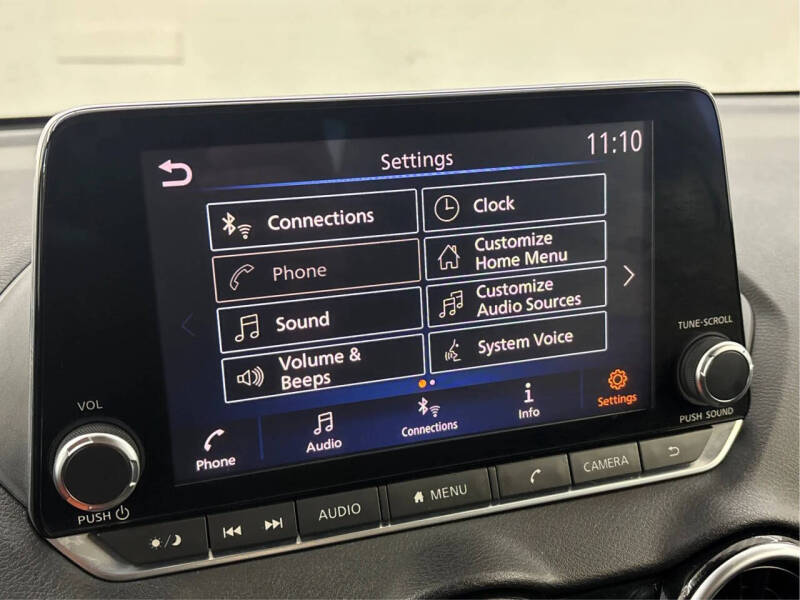 Settings
11:10
Connections
Clock
Phone
Customize
Home Menu
Sound
Customize
Audio Sources
Volume &
Beeps
System Voice
Phone
Audio
Connections
Info
Settings
VOL
PUSH
TUNE-SCROLL
PUSH SOUND
AUDIO
MENU
CAMERA